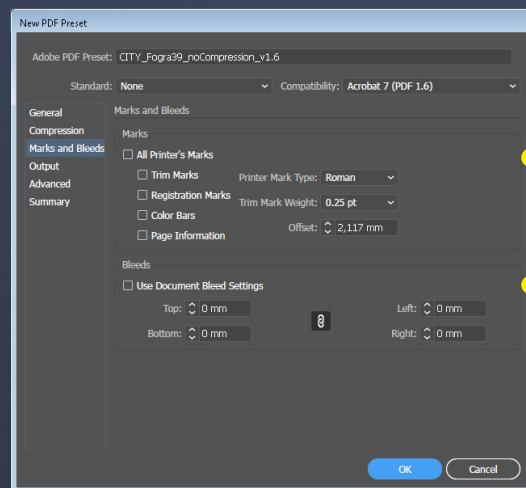 New PDF Preset
Adobe PDF Preset: CITY_Fogra39_noCompression_v1.6
Standard: None Compatibility: Acrobat 7 (PDF 1.6)
General
Compression
Marks and Bleeds
Output
Advanced
Summary
Marks and Bleeds
Marks
All Printer's Marks
Trim Marks Printer Mark Type: Roman
Registration Marks Trim Mark Weight: 0.25 pt
Color Bars Offset: 2,117 mm
Page Information
Bleeds
Use Document Bleed Settings
Top: 0 mm Left: 0 mm
Bottom: 0 mm Right: 0 mm
OK Cancel